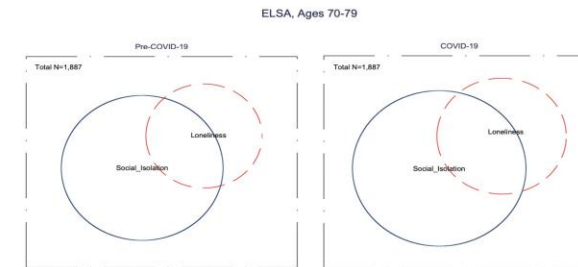 ELSA, Ages 70-79
Pre-COVID-19
Total N=1,887
Loneliness
Social_Isolation
COVID-19
Total N=1,887
Loneliness
Social_Isolation